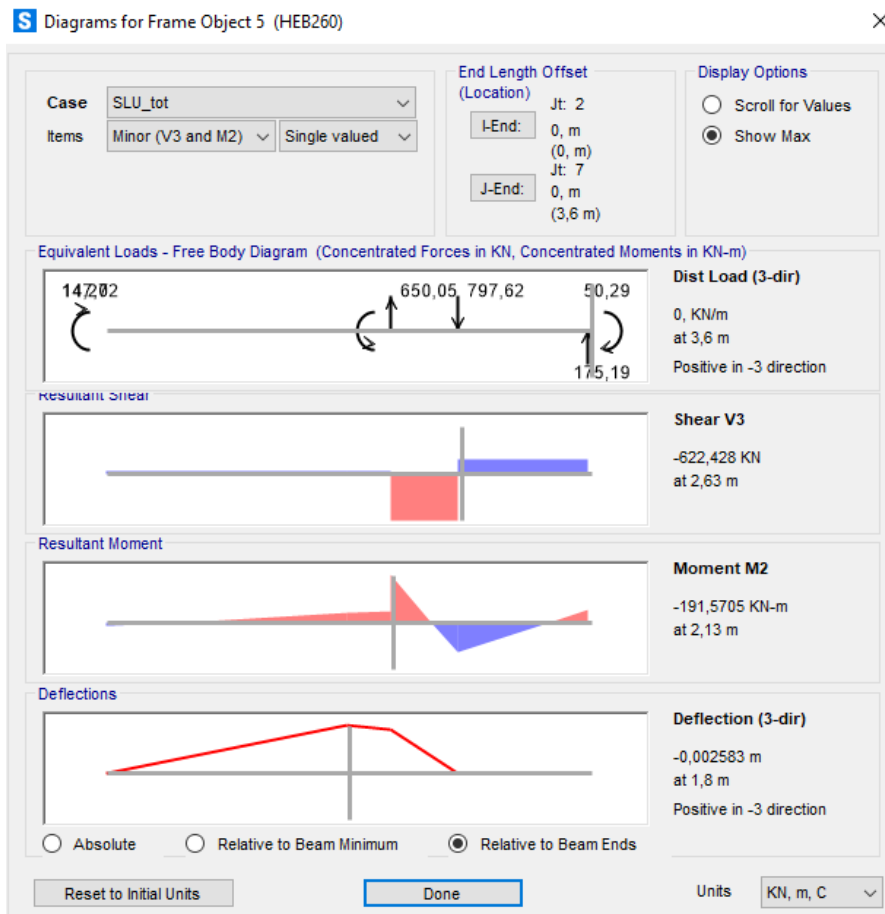 S Diagrams for Frame Object 5 (HEB260)
Case SLU_tot
Items Minor (V3 and M2) Single valued
End Length Offset
(Location)
I-End:
Jt: 2
0, m
(0, m)
J-End:
Jt: 7
0, m
(3,6 m)
Display Options
Scroll for Values
Show Max
Equivalent Loads - Free Body Diagram (Concentrated Forces in KN, Concentrated Moments in KN-m)
650,05 797,62 50,29
175,19
Dist Load (3-dir)
0, KN/m
at 3,6 m
Positive in -3 direction
Resultant Shear
Shear V3
-622,428 KN
at 2,63 m
Resultant Moment
Moment M2
-191,5705 KN-m
at 2,13 m
Deflections
Deflection (3-dir)
-0,002583 m
at 1,8 m
Positive in -3 direction
Absolute Relative to Beam Minimum Relative to Beam Ends
Reset to Initial Units Done Units KN, m, C